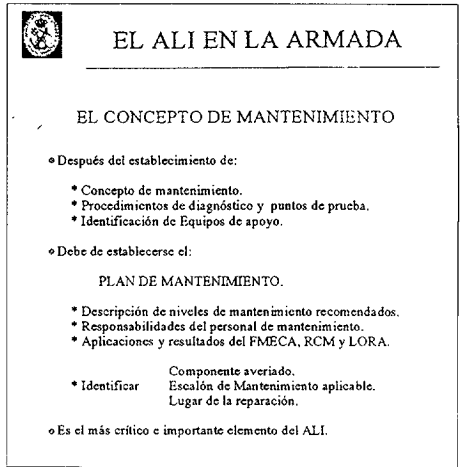 EL ALI EN LA ARMADA
EL CONCEPTO DE MANTENIMIENTO
Después del establecimiento de:
* Concepto de mantenimiento.
* Procedimientos de diagnóstico y puntos de prueba.
* Identificación de Equipos de apoyo.
Debe de establecerse el:
PLAN DE MANTENIMIENTO.
* Descripción de niveles de mantenimiento recomendados.
* Responsabilidades del personal de mantenimiento.
* Aplicaciones y resultados del FMECA, RCM y LORA.
Componente averiado.
* Identificar Escalón de Mantenimiento aplicable.
Lugar de la reparación.
Es el más crítico e importante elemento del ALI.